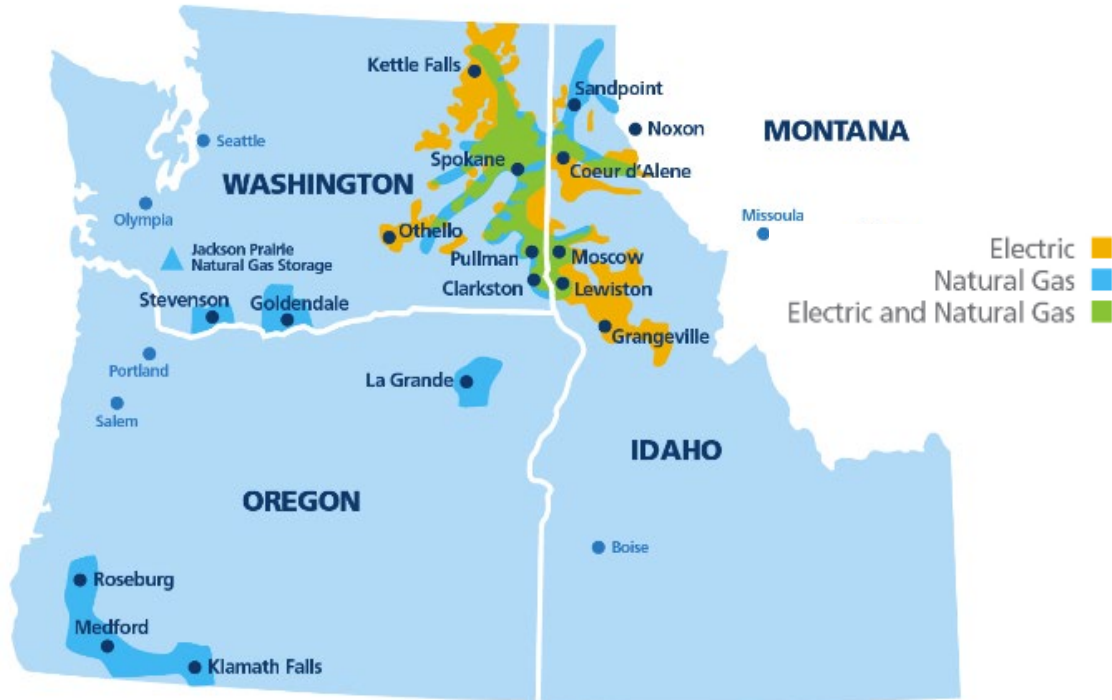 Kettle Falls
Sandpoint
Noxon
MONTANA
Seattle
Spokane
Coeur d'Alene
WASHINGTON
Olympia
Missoula
Othello
Jackson Prairie
Natural Gas Storage
Pullman
Moscow
Electric
Natural Gas
Electric and Natural Gas
Clarkston
Lewiston
Stevenson
Goldendale
Grangeville
Portland
La Grande
Salem
IDAHO
OREGON
Boise
Roseburg
Medford
Klamath Falls